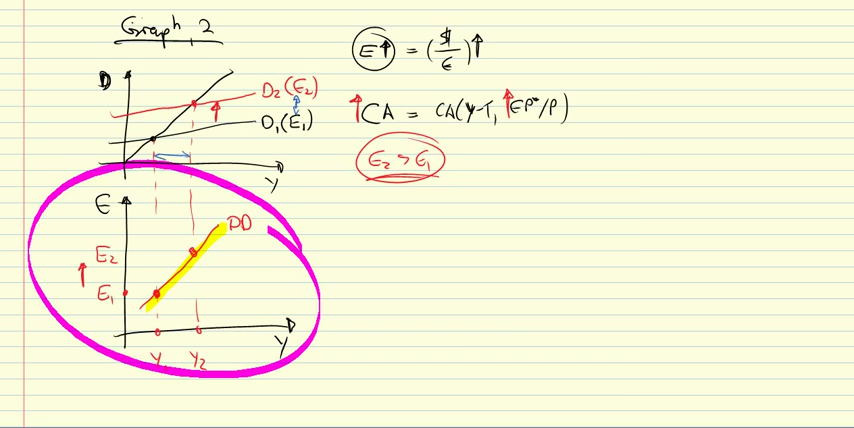 Graph 2
E↑ = ($/€)↑
D
D₂(E₂)
D₁(E₁)
↑CA = CA(Y-T, ↑EP*/P)
E₂ > E₁
Y
E
DD
E₂
↑
E₁
Y₁ Y₂
Y